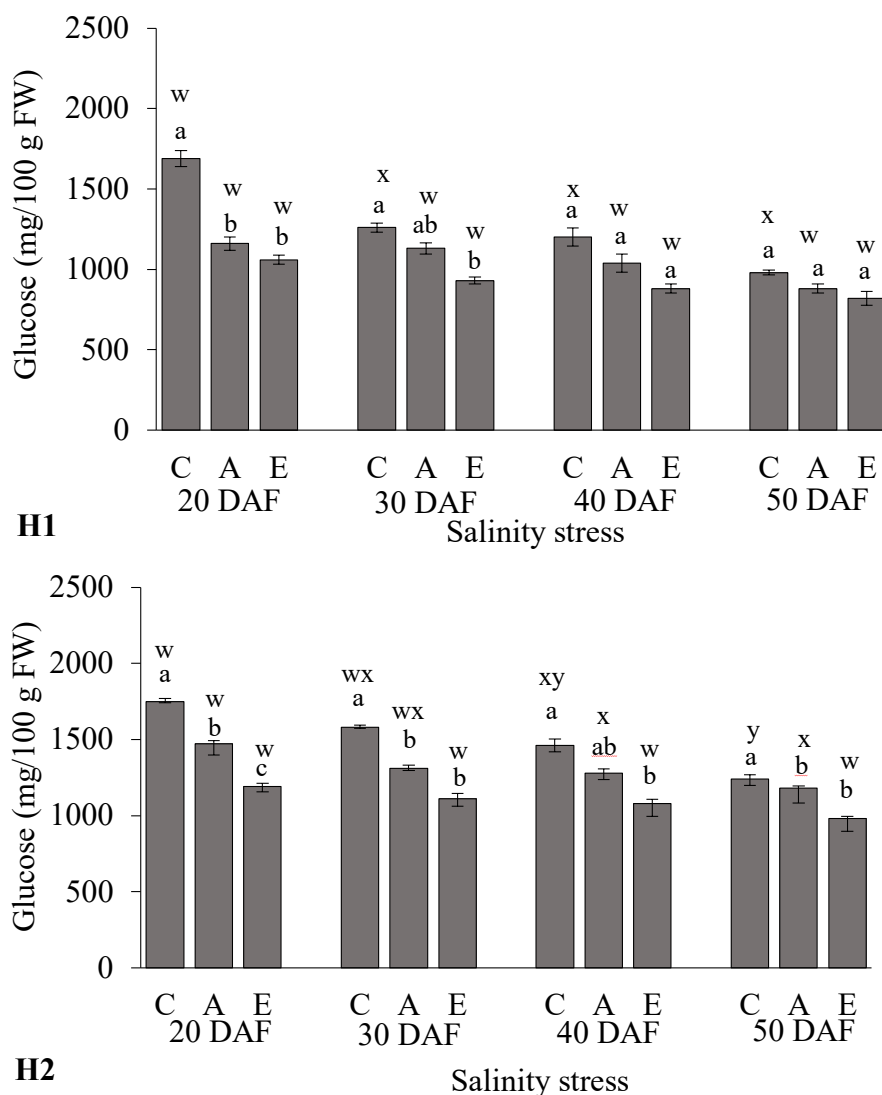 2500
2000
1500
1000
500
0
Glucose (mg/100 g FW)
w w w x w w x w w x w w
a b b a ab b a a a a a a
C A E C A E C A E C A E
20 DAF 30 DAF 40 DAF 50 DAF
H1
Salinity stress
2500
2000
1500
1000
500
0
Glucose (mg/100 g FW)
w w w wx wx w xy x w y x w
a b c a b b a ab b a b b
C A E C A E C A E C A E
20 DAF 30 DAF 40 DAF 50 DAF
H2
Salinity stress